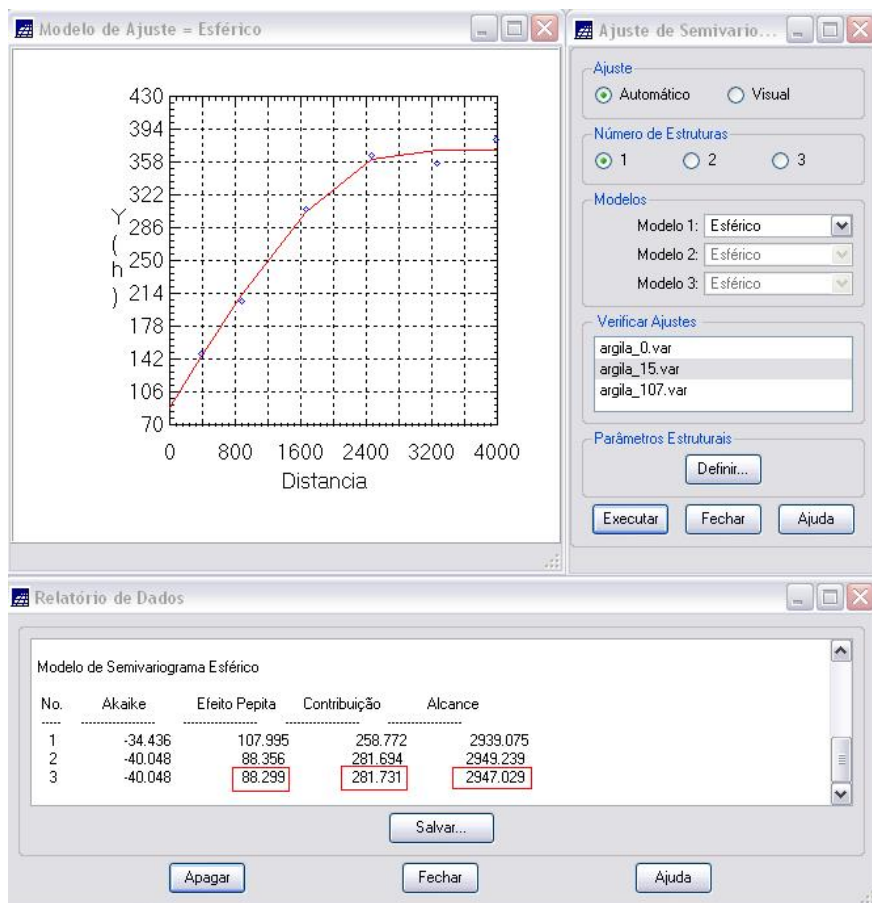 Modelo de Ajuste = Esférico
430
394
358
322
286
250
214
178
142
106
70
Y(h)
0 800 1600 2400 3200 4000
Distancia
Ajuste de Semivario...
Ajuste
Automático Visual
Número de Estruturas
1 2 3
Modelos
Modelo 1: Esférico
Modelo 2: Esférico
Modelo 3: Esférico
Verificar Ajustes
argila_0.var
argila_15.var
argila_107.var
Parâmetros Estruturais
Definir...
Executar Fechar Ajuda
Relatório de Dados
Modelo de Semivariograma Esférico
No. Akaike Efeito Pepita Contribuição Alcance
1 -34.436 107.995 258.772 2939.075
2 -40.048 88.356 281.694 2949.239
3 -40.048 88.299 281.731 2947.029
Salvar...
Apagar Fechar Ajuda